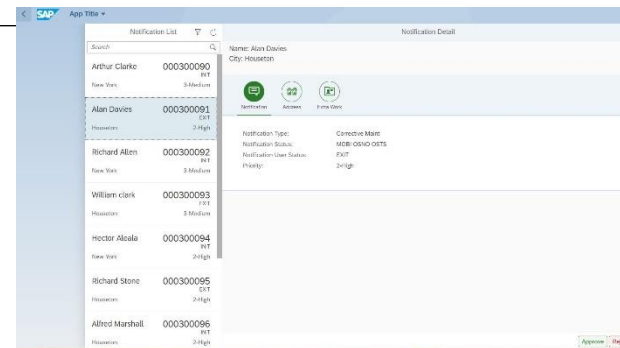 SAP App Title
Notification List
Notification Detail
Search
Name: Alan Davies
City: Houseton
Arthur Clarke 000300090
INT
New York 3-Medium
Alan Davies 000300091
EXT
Houseton 2-High
Richard Allen 000300092
INT
New York 3-Medium
William clark 000300093
EXT
Houseton 3-Medium
Hector Alcala 000300094
INT
New York 2-High
Richard Stone 000300095
EXT
Houseton 2-High
Alfred Marshall 000300096
INT
Houseton 2-High
Notification Address Extra Work
Notification Type: Corrective Maint
Notification Status: MOBI OSNO OSTS
Notification User Status: EXIT
Priority: 2-High
Approve